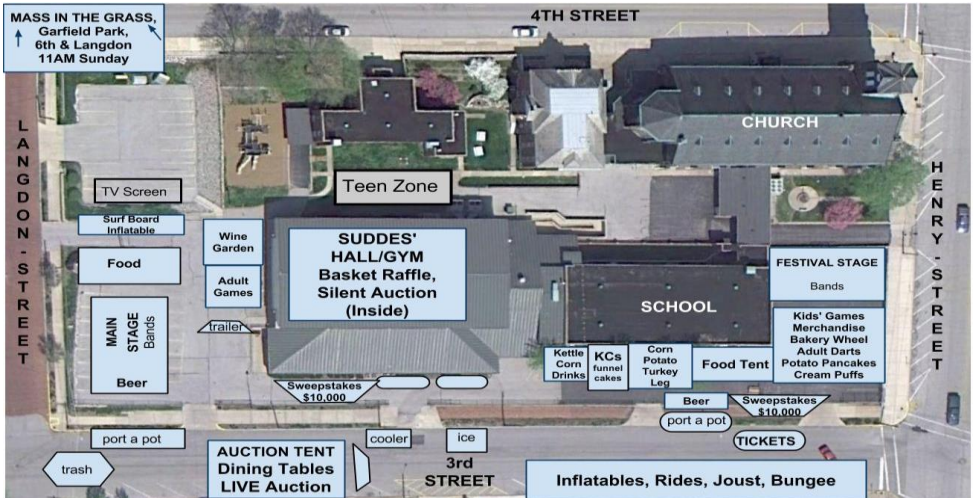 MASS IN THE GRASS,
Garfield Park,
6th & Langdon
11AM Sunday
4TH STREET
LANGDON-STREET
CHURCH
HENRY-STREET
TV Screen
Teen Zone
Surf Board
Inflatable
Wine
Garden
SUDDES'
HALL/GYM
Basket Raffle,
Silent Auction
(Inside)
FESTIVAL STAGE
Bands
Food
Adult
Games
SCHOOL
MAIN
STAGE
Bands
Beer
trailer
Kids' Games
Merchandise
Bakery Wheel
Adult Darts
Potato Pancakes
Cream Puffs
Kettle
Corn
Drinks
KCs
funnel
cakes
Corn
Potato
Turkey
Leg
Food Tent
Sweepstakes
$10,000
Beer
Sweepstakes
$10,000
port a pot
port a pot
cooler
ice
TICKETS
trash
AUCTION TENT
Dining Tables
LIVE Auction
3rd
STREET
Inflatables, Rides, Joust, Bungee